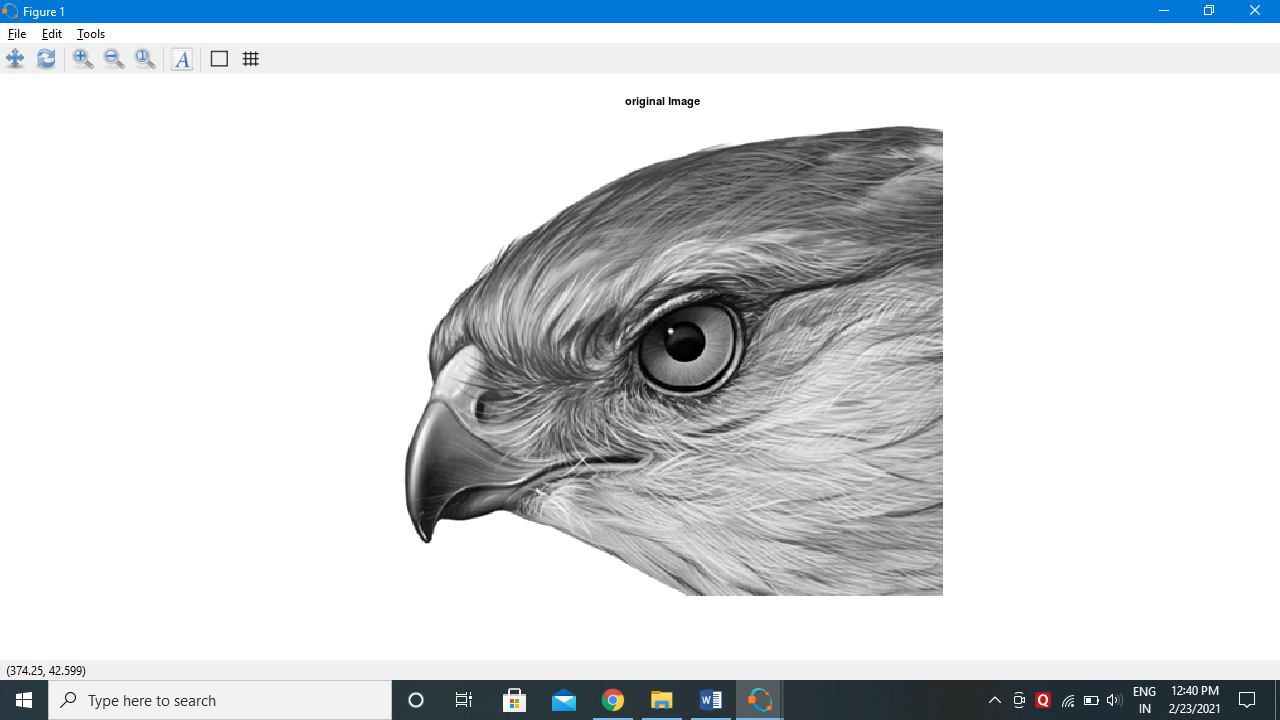 Figure 1
File Edit Tools
A
original Image
(374.25, 42.599)
Type here to search
Q
ENG
IN
12:40 PM
2/23/2021